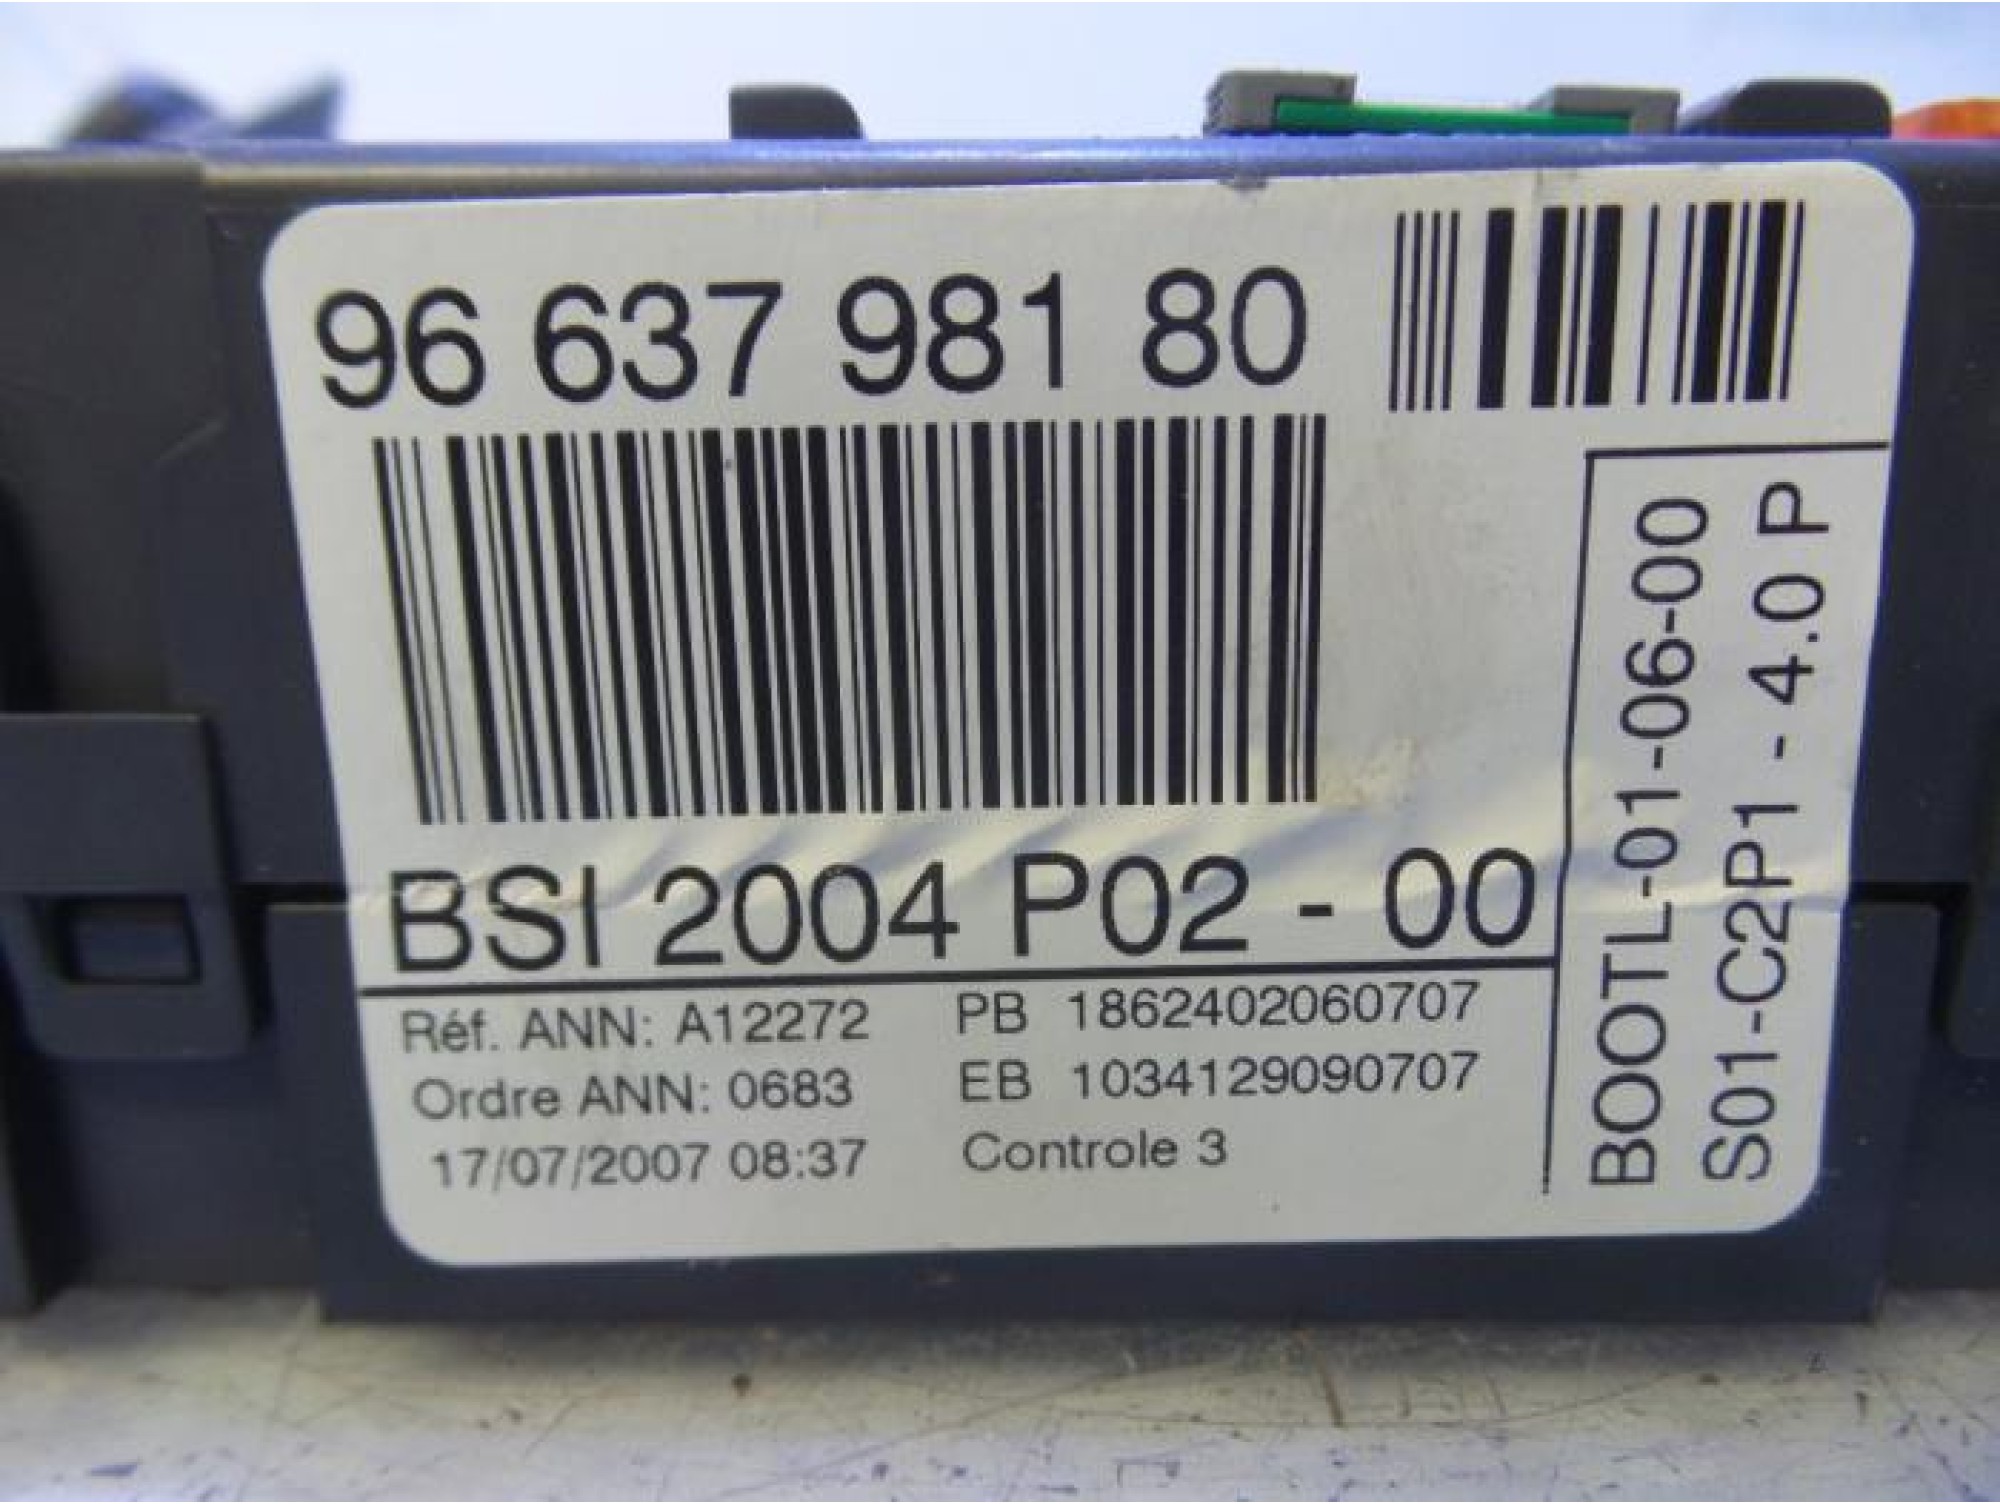 96 637 981 80
BSI 2004 P02 - 00
Réf. ANN: A12272
Ordre ANN: 0683
17/07/2007 08:37
PB 1862402060707
EB 1034129090707
Controle 3
BOOTL-01-06-00
S01-C2P1 - 4.0 P